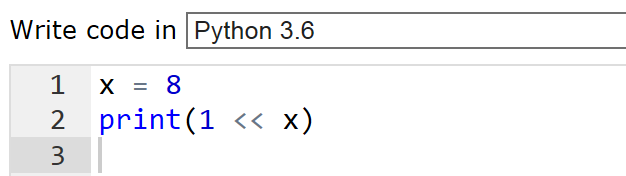 Write code in Python 3.6
1 x = 8
2 print(1 << x)
3